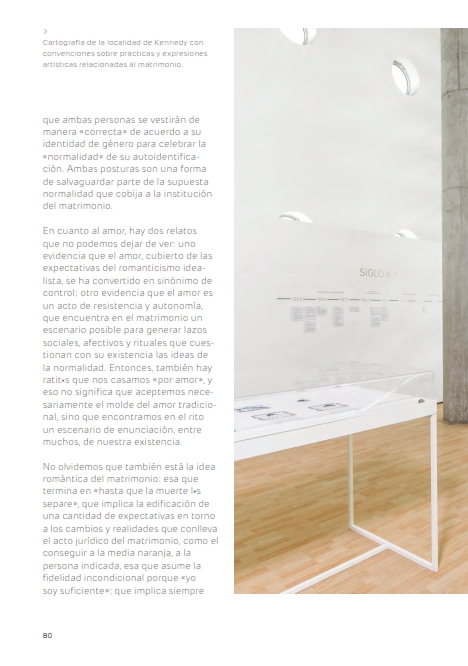 >
Cartografía de la localidad de Kennedy con
convenciones sobre prácticas y expresiones
artísticas relacionadas al matrimonio.
que ambas personas se vestirán de
manera «correcta» de acuerdo a su
identidad de género para celebrar la
«normalidad» de su autoidentifica-
ción. Ambas posturas son una forma
de salvaguardar parte de la supuesta
normalidad que cobija a la institución
del matrimonio.
En cuanto al amor, hay dos relatos
que no podemos dejar de ver: uno
evidencia que el amor, cubierto de las
expectativas del romanticismo idea-
lista, se ha convertido en sinónimo de
control; otro evidencia que el amor es
un acto de resistencia y autonomía,
que encuentra en el matrimonio un
escenario posible para generar lazos
sociales, afectivos y rituales que cues-
tionan con su existencia las ideas de
la normalidad. Entonces, también hay
ratit•s que nos casamos «por amor», y
eso no significa que aceptemos nece-
sariamente el molde del amor tradicio-
nal, sino que encontramos en el rito
un escenario de enunciación, entre
muchos, de nuestra existencia.
No olvidemos que también está la idea
romántica del matrimonio: esa que
termina en «hasta que la muerte l•s
separe», que implica la edificación de
una cantidad de expectativas en torno
a los cambios y realidades que conlleva
el acto jurídico del matrimonio, como el
conseguir a la media naranja, a la
persona indicada, esa que asume la
fidelidad incondicional porque «yo
soy suficiente»; que implica siempre
SIGLO
80